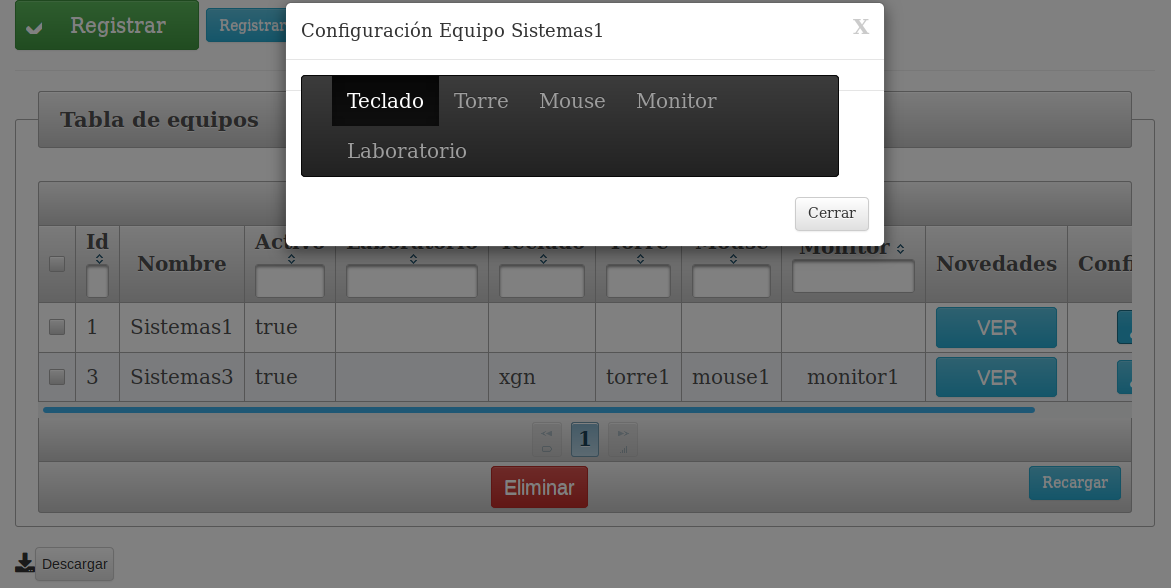 Registrar
Registrar
Configuración Equipo Sistemas1
X
Teclado Torre Mouse Monitor
Laboratorio
Cerrar
Tabla de equipos
Id Nombre Activo Laboratorio Teclado Torre Mouse Monitor Novedades Confi
1 Sistemas1 true VER
3 Sistemas3 true xgn torre1 mouse1 monitor1 VER
1
Eliminar
Recargar
Descargar